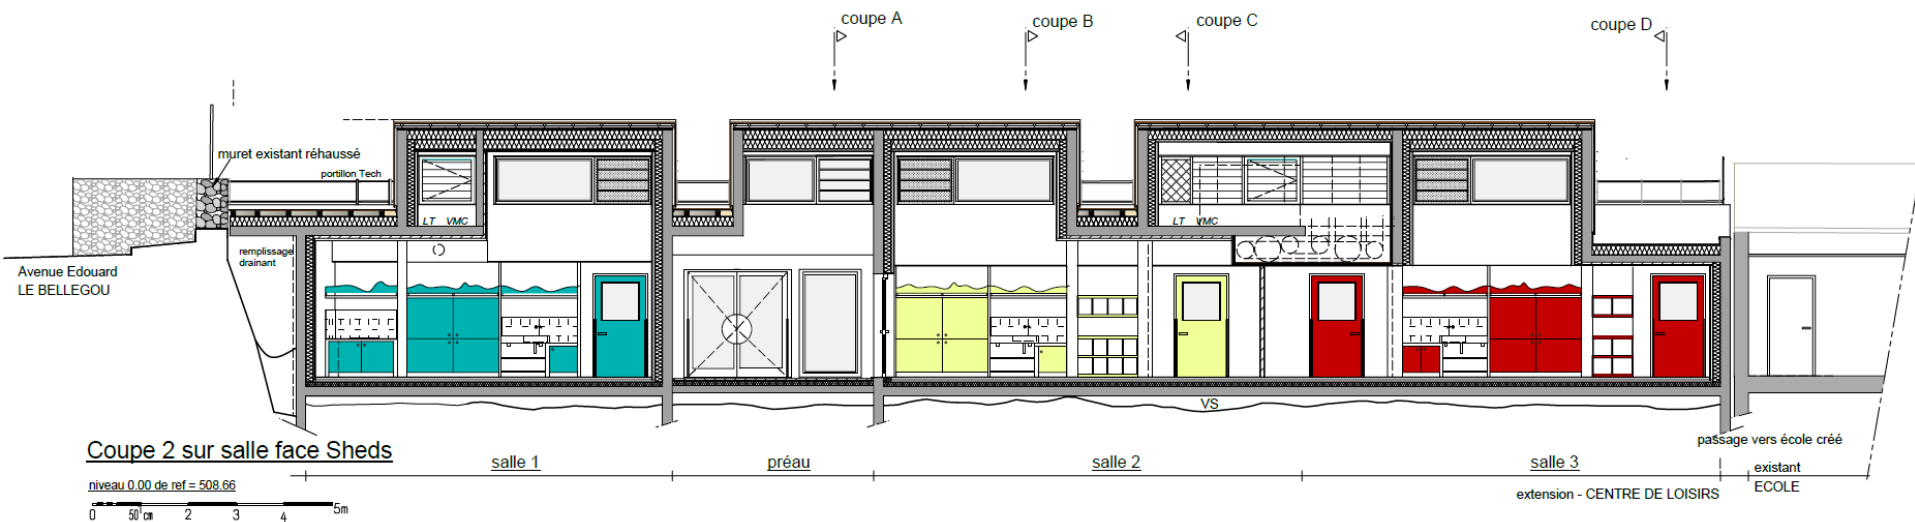 coupe A
coupe B
coupe C
coupe D
muret existant réhaussé
portillon Tech
LT VMC
LT VMC
remplissage
drainant
Avenue Edouard
LE BELLEGOU
VS
passage vers école créé
Coupe 2 sur salle face Sheds
salle 1
préau
salle 2
salle 3
existant
ECOLE
extension - CENTRE DE LOISIRS
niveau 0.00 de ref = 508.66
0 50 cm 2 3 4 5m